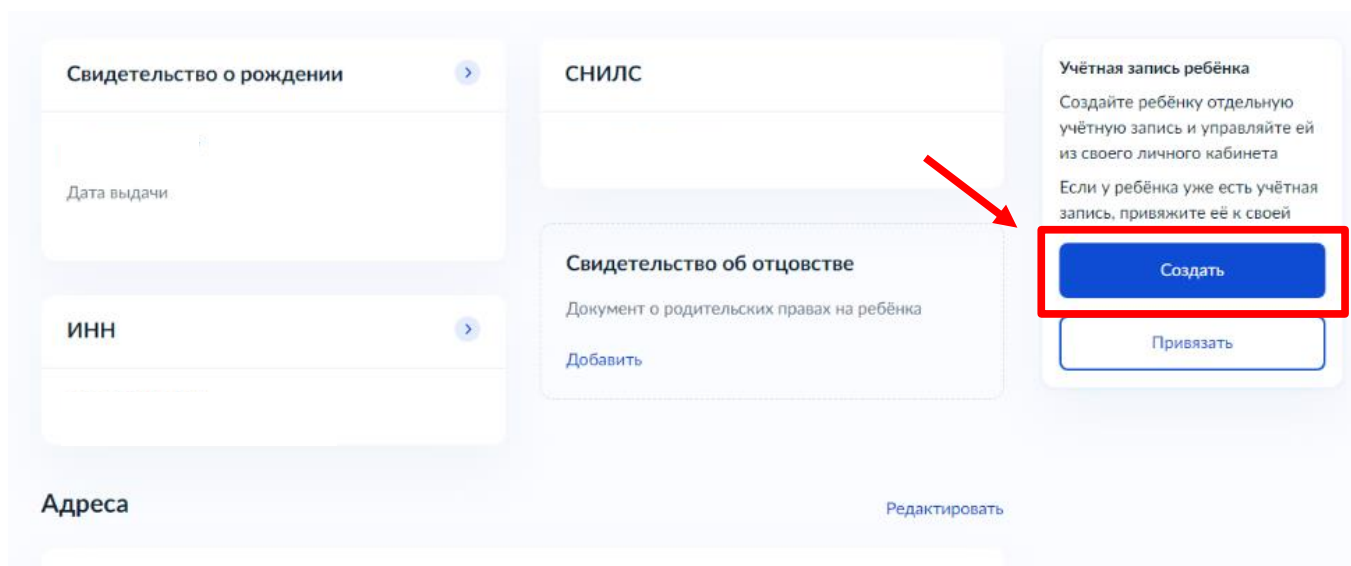 Свидетельство о рождении
Дата выдачи
ИНН
СНИЛС
Свидетельство об отцовстве
Документ о родительских правах на ребёнка
Добавить
Учётная запись ребёнка
Создайте ребёнку отдельную
учётную запись и управляйте ей
из своего личного кабинета
Если у ребёнка уже есть учётная
запись, привяжите её к своей
Создать
Привязать
Адреса
Редактировать